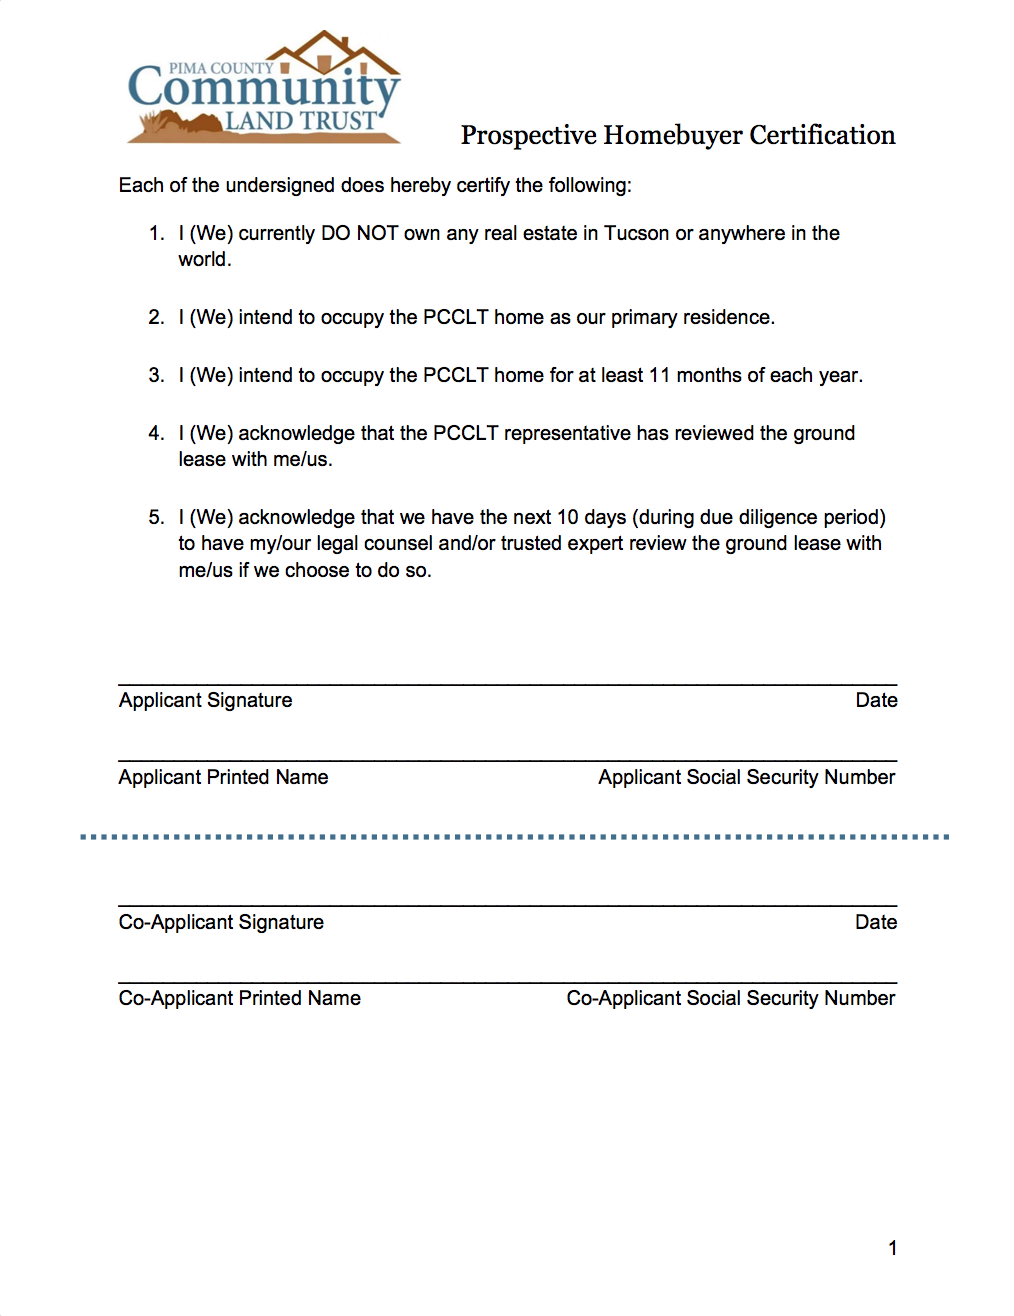 PIMA COUNTY
Community
LAND TRUST
Prospective Homebuyer Certification
Each of the undersigned does hereby certify the following:
1. I (We) currently DO NOT own any real estate in Tucson or anywhere in the
world.
2. I (We) intend to occupy the PCCLT home as our primary residence.
3. I (We) intend to occupy the PCCLT home for at least 11 months of each year.
4. I (We) acknowledge that the PCCLT representative has reviewed the ground
lease with me/us.
5. I (We) acknowledge that we have the next 10 days (during due diligence period)
to have my/our legal counsel and/or trusted expert review the ground lease with
me/us if we choose to do so.
Applicant Signature Date
Applicant Printed Name Applicant Social Security Number
Co-Applicant Signature Date
Co-Applicant Printed Name Co-Applicant Social Security Number
1